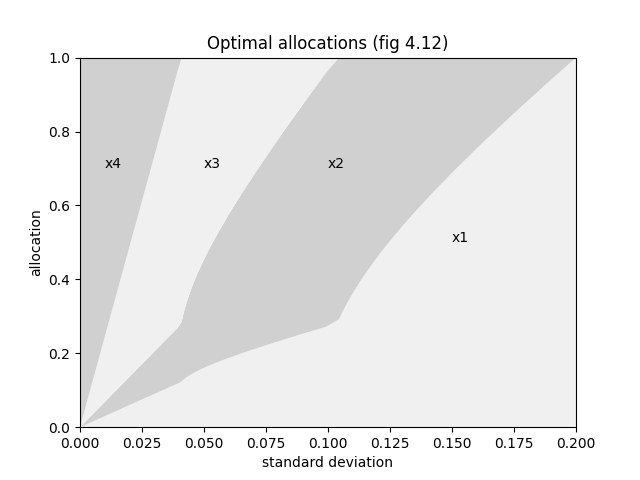 Optimal allocations (fig 4.12)
1.0
0.8
0.6
0.4
0.2
0.0
allocation
x4
x3
x2
x1
0.000 0.025 0.050 0.075 0.100 0.125 0.150 0.175 0.200
standard deviation